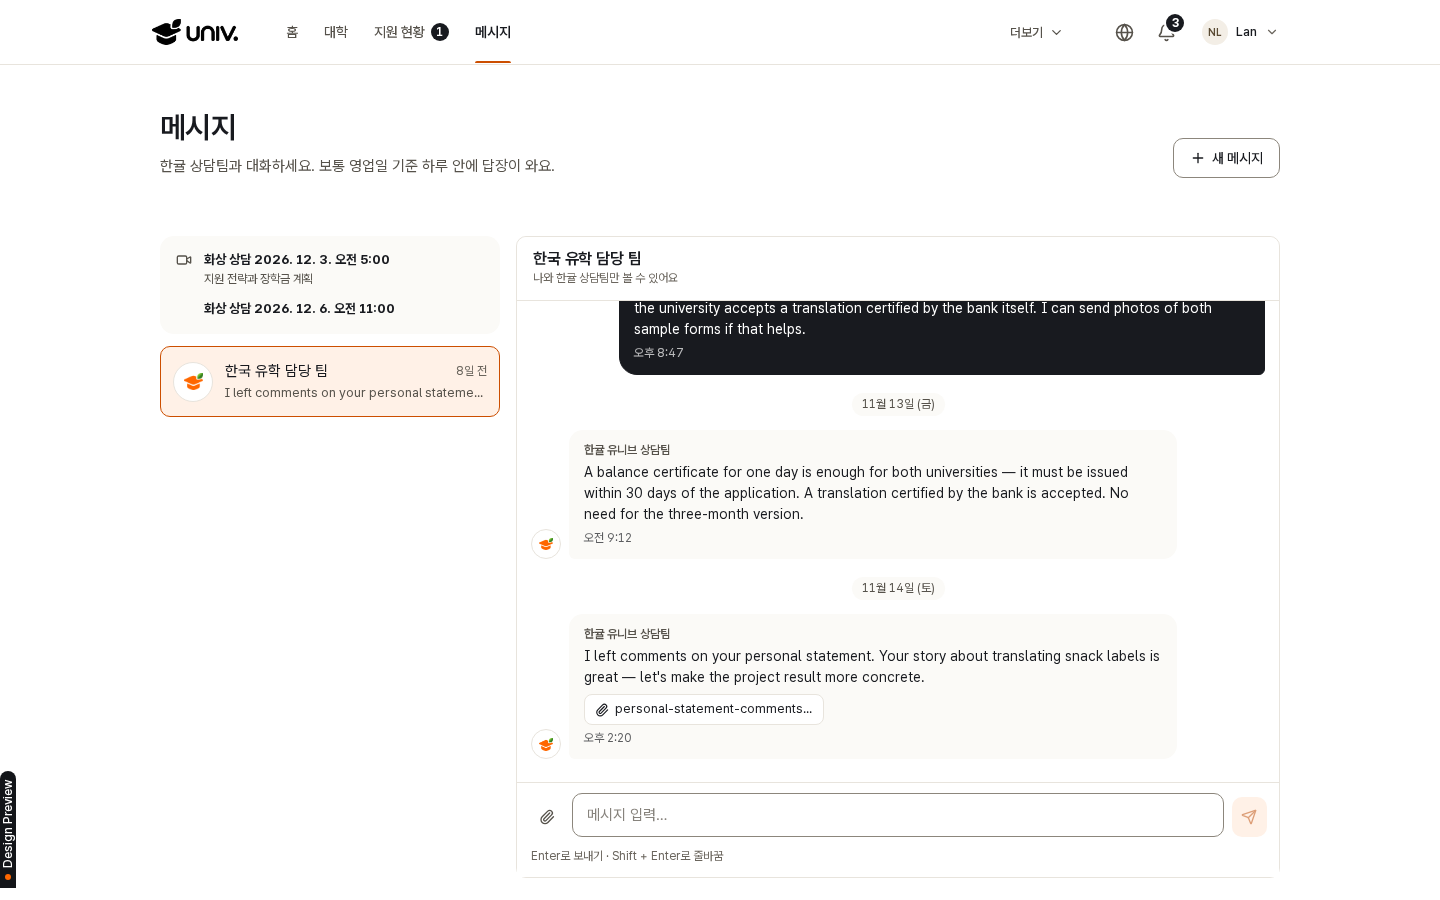 UNIV.
홈
대학
지원 현황 1
메시지
더보기
3
NL
Lan
메시지
한귤 상담팀과 대화하세요. 보통 영업일 기준 하루 안에 답장이 와요.
+ 새 메시지
화상 상담 2026. 12. 3. 오전 5:00
지원 전략과 장학금 계획
화상 상담 2026. 12. 6. 오전 11:00
한국 유학 담당 팀
8일 전
I left comments on your personal stateme...
한국 유학 담당 팀
나와 한귤 상담팀만 볼 수 있어요
the university accepts a translation certified by the bank itself. I can send photos of both
sample forms if that helps.
오후 8:47
11월 13일 (금)
한귤 유니브 상담팀
A balance certificate for one day is enough for both universities — it must be issued
within 30 days of the application. A translation certified by the bank is accepted. No
need for the three-month version.
오전 9:12
11월 14일 (토)
한귤 유니브 상담팀
I left comments on your personal statement. Your story about translating snack labels is
great — let's make the project result more concrete.
personal-statement-comments...
오후 2:20
메시지 입력...
Enter로 보내기 · Shift + Enter로 줄바꿈
Design Preview